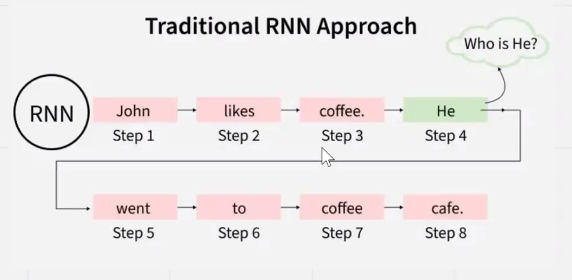 Traditional RNN Approach
Who is He?
RNN
John likes coffee. He
Step 1 Step 2 Step 3 Step 4
went to coffee cafe.
Step 5 Step 6 Step 7 Step 8